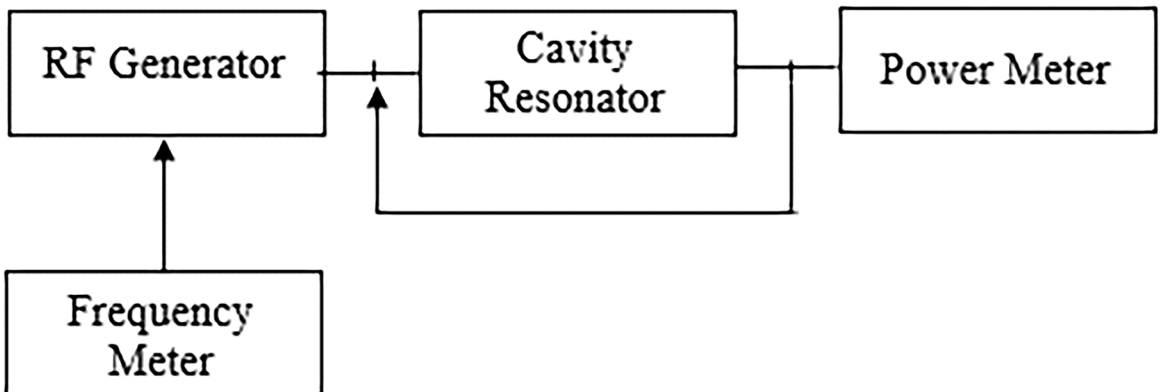 RF Generator
Cavity
Resonator
Power Meter
Frequency
Meter